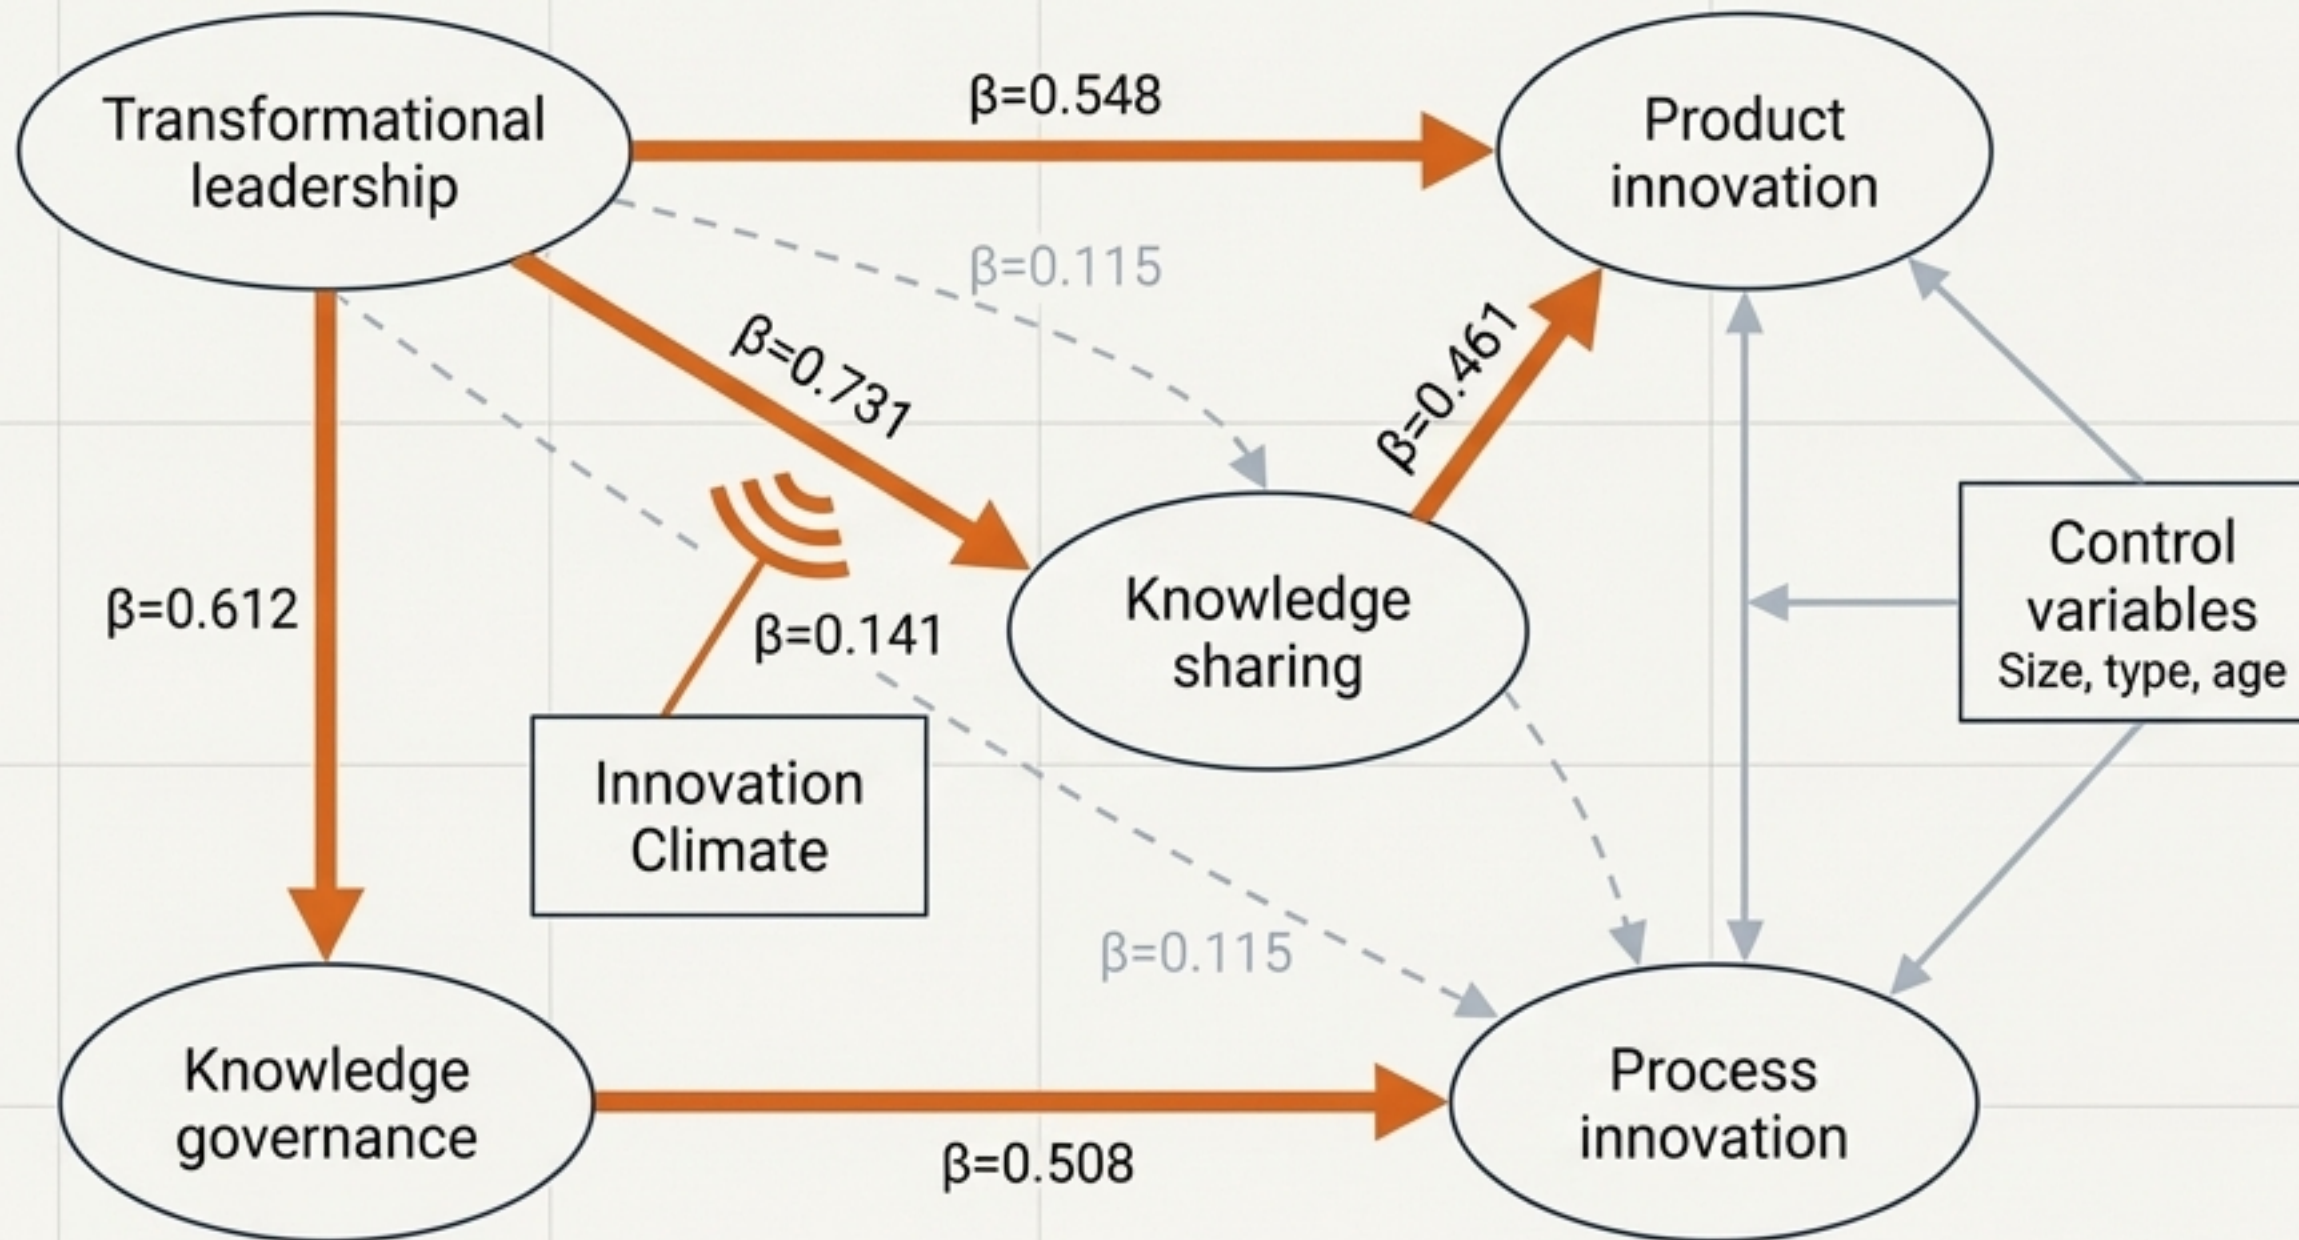 Transformational
leadership
β=0.548
Product
innovation
β=0.115
β=0.731
β=0.461
β=0.612
β=0.141
Knowledge
sharing
Control
variables
Size, type, age
Innovation
Climate
β=0.115
Knowledge
governance
β=0.508
Process
innovation